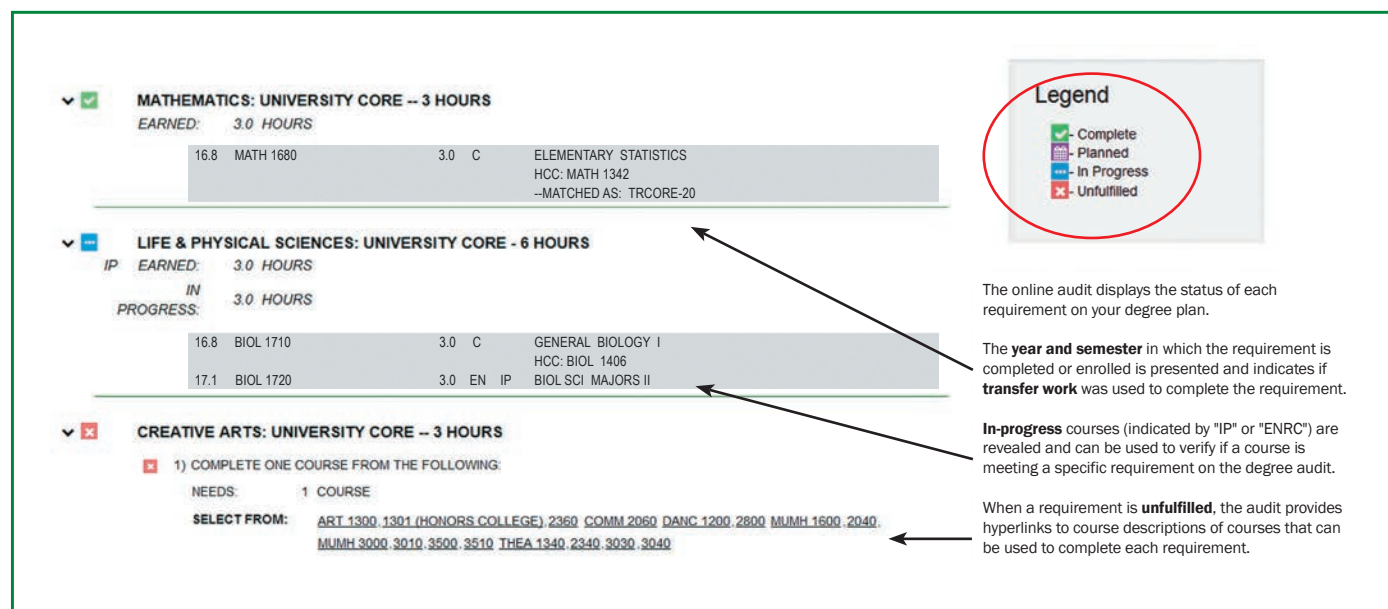 MATHEMATICS: UNIVERSITY CORE -- 3 HOURS
EARNED: 3.0 HOURS
16.8 MATH 1680 3.0 C ELEMENTARY STATISTICS
HCC: MATH 1342
--MATCHED AS: TRCORE-20
LIFE & PHYSICAL SCIENCES: UNIVERSITY CORE - 6 HOURS
IP EARNED: 3.0 HOURS
IN
PROGRESS: 3.0 HOURS
16.8 BIOL 1710 3.0 C GENERAL BIOLOGY I
HCC: BIOL 1406
17.1 BIOL 1720 3.0 EN IP BIOL SCI MAJORS II
CREATIVE ARTS: UNIVERSITY CORE -- 3 HOURS
1) COMPLETE ONE COURSE FROM THE FOLLOWING:
NEEDS: 1 COURSE
SELECT FROM: ART 1300,1301 (HONORS COLLEGE),2360 COMM 2060 DANC 1200,2800 MUMH 1600,2040,
MUMH 3000,3010,3500,3510 THEA 1340,2340,3030,3040
Legend
- Complete
- Planned
- In Progress
- Unfulfilled
The online audit displays the status of each
requirement on your degree plan.
The year and semester in which the requirement is
completed or enrolled is presented and indicates if
transfer work was used to complete the requirement.
In-progress courses (indicated by "IP" or "ENRC") are
revealed and can be used to verify if a course is
meeting a specific requirement on the degree audit.
When a requirement is unfulfilled, the audit provides
hyperlinks to course descriptions of courses that can
be used to complete each requirement.